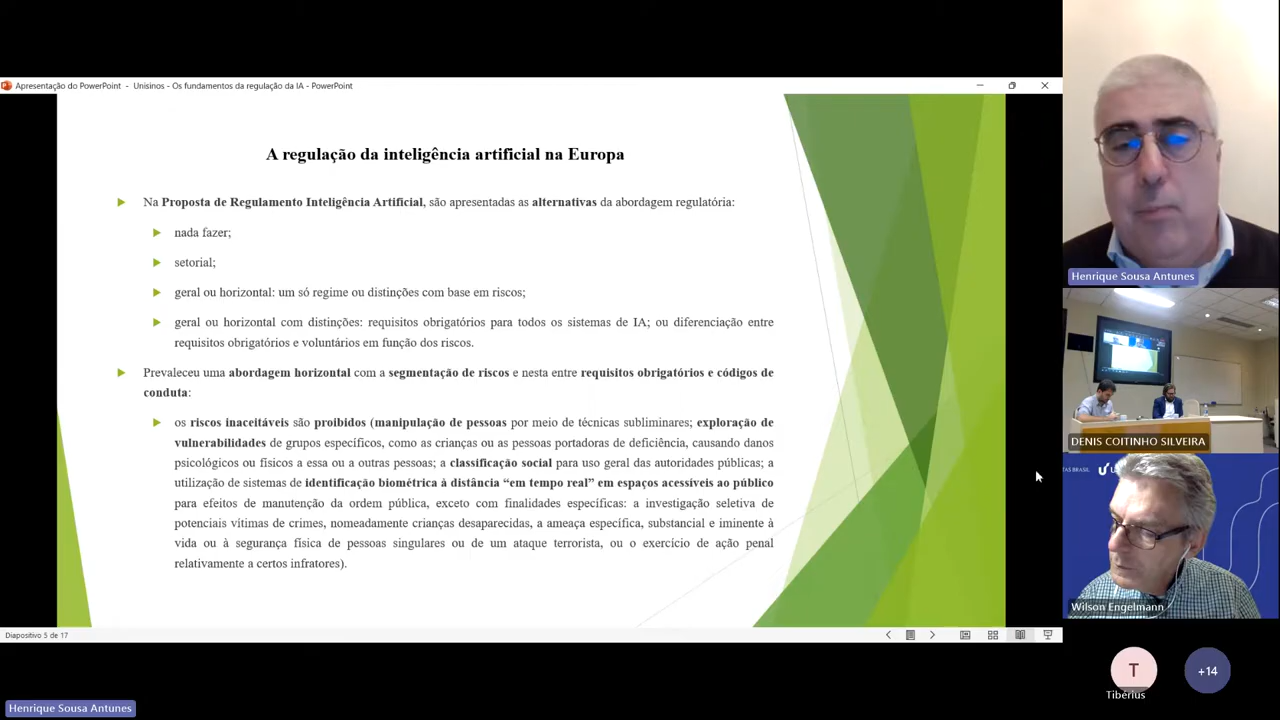 Apresentação do PowerPoint - Unisinos - Os fundamentos da regulação da IA - PowerPoint
A regulação da inteligência artificial na Europa
Na Proposta de Regulamento Inteligência Artificial, são apresentadas as alternativas da abordagem regulatória:
nada fazer;
setorial;
geral ou horizontal: um só regime ou distinções com base em riscos;
geral ou horizontal com distinções: requisitos obrigatórios para todos os sistemas de IA; ou diferenciação entre
requisitos obrigatórios e voluntários em função dos riscos.
Prevaleceu uma abordagem horizontal com a segmentação de riscos e nesta entre requisitos obrigatórios e códigos de
conduta:
os riscos inaceitáveis são proibidos (manipulação de pessoas por meio de técnicas subliminares; exploração de
vulnerabilidades de grupos específicos, como as crianças ou as pessoas portadoras de deficiência, causando danos
psicológicos ou físicos a essa ou a outras pessoas; a classificação social para uso geral das autoridades públicas; a
utilização de sistemas de identificação biométrica à distância “em tempo real” em espaços acessíveis ao público
para efeitos de manutenção da ordem pública, exceto com finalidades específicas: a investigação seletiva de
potenciais vítimas de crimes, nomeadamente crianças desaparecidas, a ameaça específica, substancial e iminente à
vida ou à segurança física de pessoas singulares ou de um ataque terrorista, ou o exercício de ação penal
relativamente a certos infratores).
Diapositivo 5 de 17
Henrique Sousa Antunes
Henrique Sousa Antunes
DENIS COITINHO SILVEIRA
TAS BRASIL
Wilson Engelmann
T
Tibérius
+14